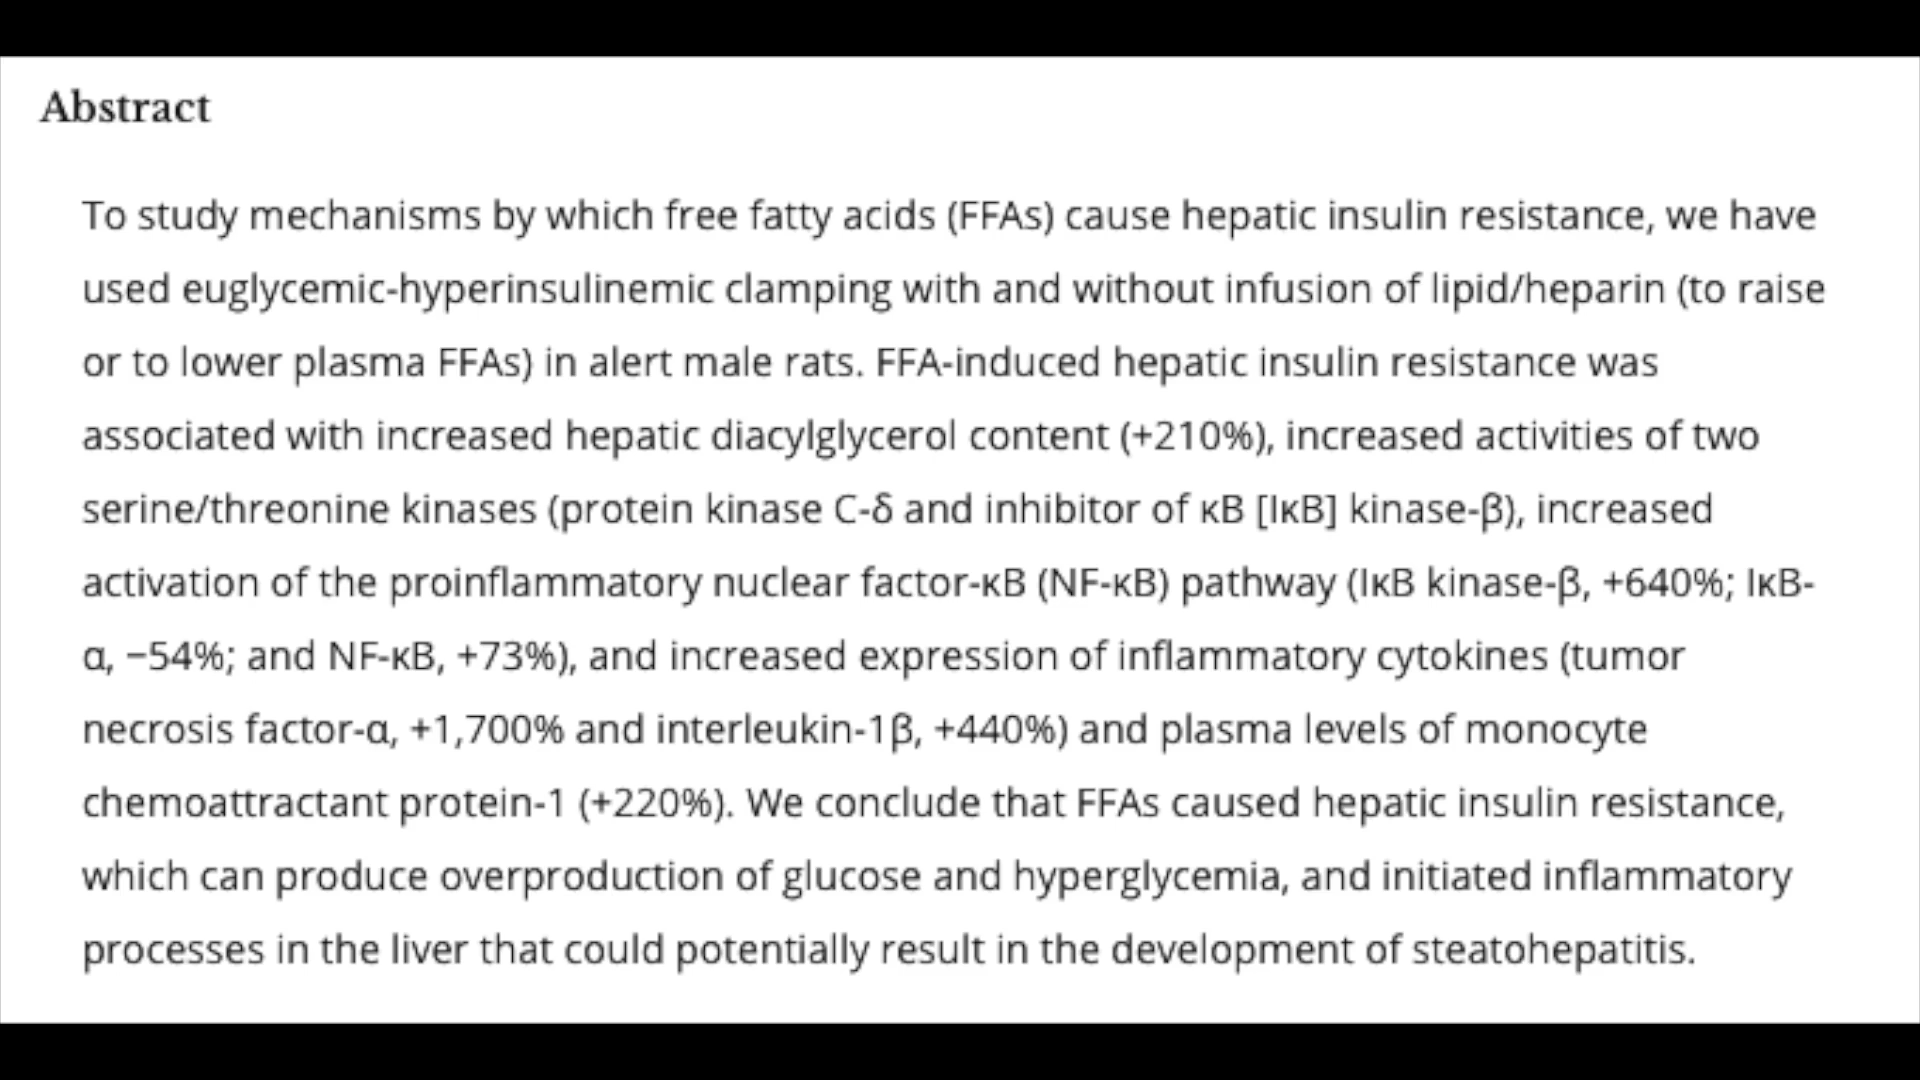 Abstract
To study mechanisms by which free fatty acids (FFAs) cause hepatic insulin resistance, we have
used euglycemic-hyperinsulinemic clamping with and without infusion of lipid/heparin (to raise
or to lower plasma FFAs) in alert male rats. FFA-induced hepatic insulin resistance was
associated with increased hepatic diacylglycerol content (+210%), increased activities of two
serine/threonine kinases (protein kinase C-δ and inhibitor of κB [IκB] kinase-β), increased
activation of the proinflammatory nuclear factor-κB (NF-κB) pathway (IκB kinase-β, +640%; IκB-
α, −54%; and NF-κB, +73%), and increased expression of inflammatory cytokines (tumor
necrosis factor-α, +1,700% and interleukin-1β, +440%) and plasma levels of monocyte
chemoattractant protein-1 (+220%). We conclude that FFAs caused hepatic insulin resistance,
which can produce overproduction of glucose and hyperglycemia, and initiated inflammatory
processes in the liver that could potentially result in the development of steatohepatitis.